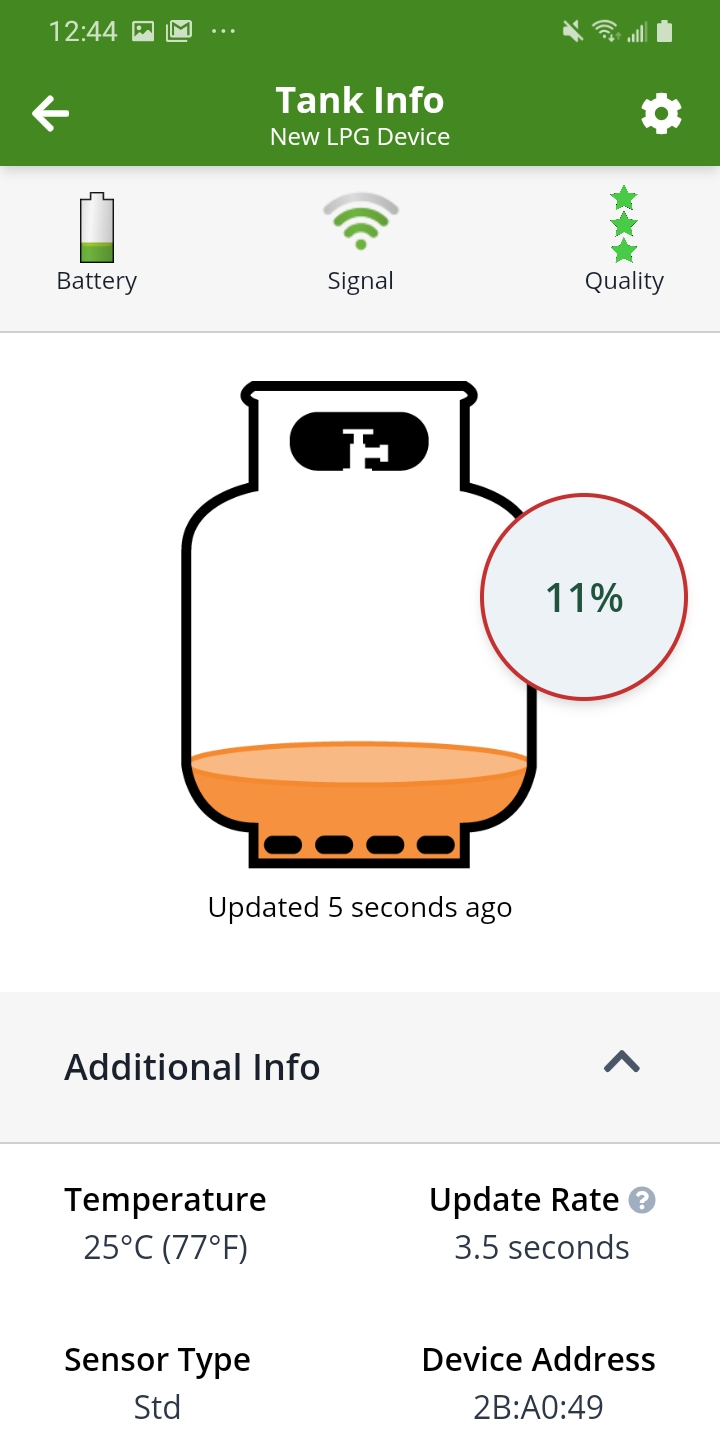 12:44
Tank Info
New LPG Device
Battery
Signal
Quality
11%
Updated 5 seconds ago
Additional Info
Temperature
25°C (77°F)
Update Rate ?
3.5 seconds
Sensor Type
Std
Device Address
2B:A0:49